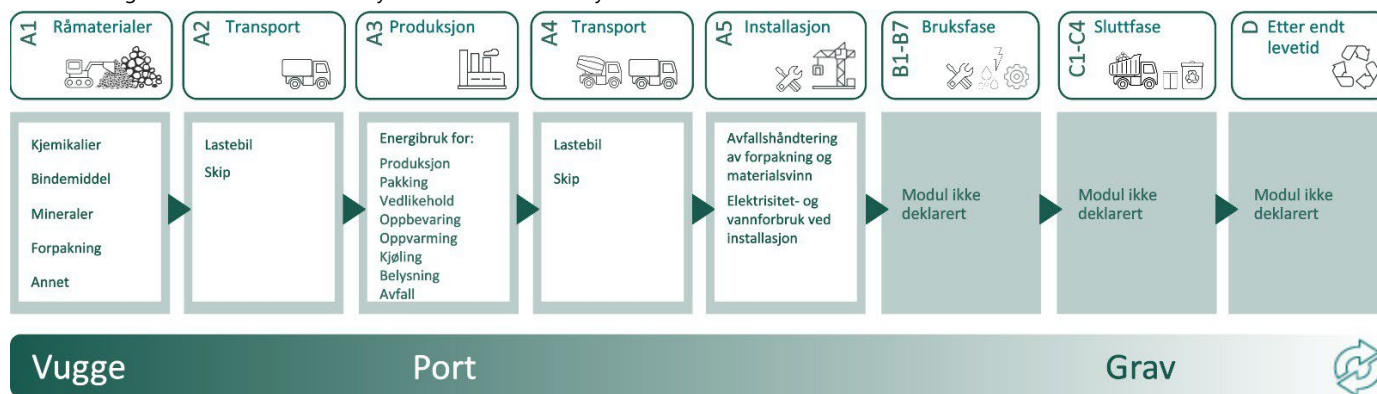 A1 Råmaterialer
A2 Transport
A3 Produksjon
A4 Transport
A5 Installasjon
B1-B7 Bruksfase
C1-C4 Sluttfase
D Etter endt
levetid
Kjemikalier
Bindemiddel
Mineraler
Forpakning
Annet
Lastebil
Skip
Energibruk for:
Produksjon
Pakking
Vedlikehold
Oppbevaring
Oppvarming
Kjøling
Belysning
Avfall
Lastebil
Skip
Avfallshåndtering
av forpakning og
materialsvinn
Elektrisitet- og
vannforbruk ved
installasjon
Modul ikke
deklarert
Modul ikke
deklarert
Modul ikke
deklarert
Vugge
Port
Grav